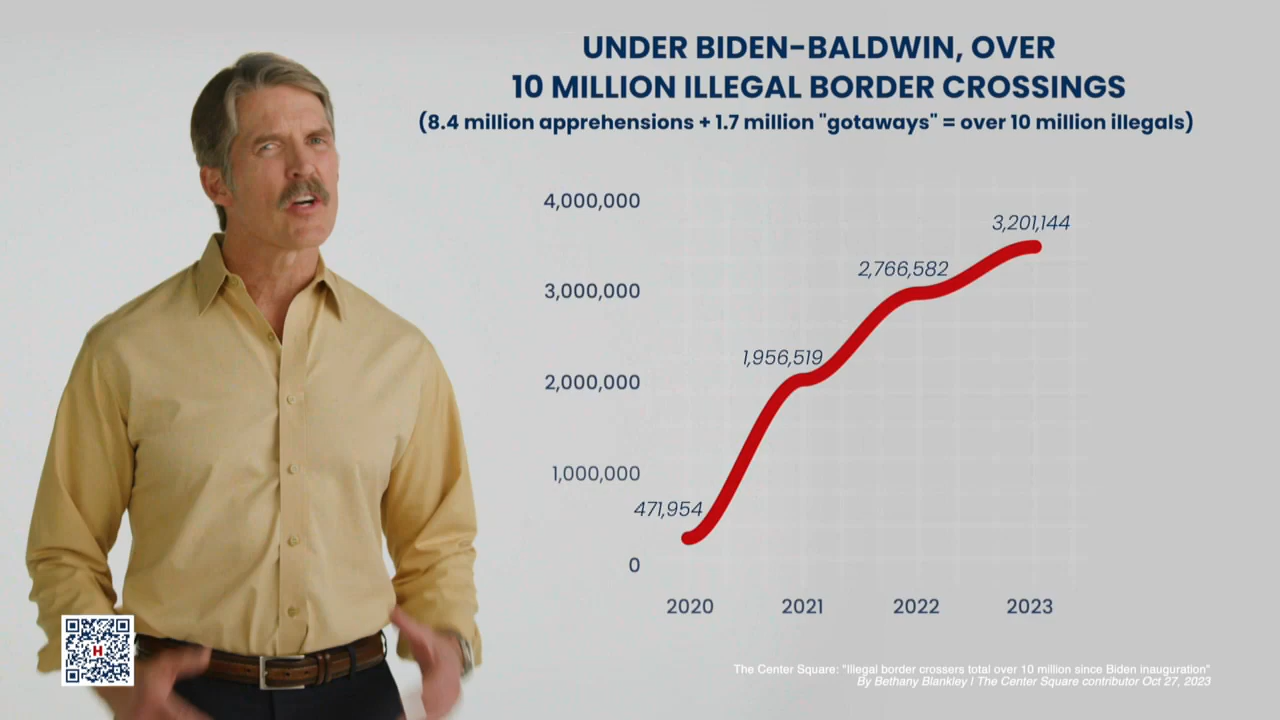 UNDER BIDEN-BALDWIN, OVER
10 MILLION ILLEGAL BORDER CROSSINGS
(8.4 million apprehensions + 1.7 million "gotaways" = over 10 million illegals)
4,000,000
3,201,144
2,766,582
3,000,000
1,956,519
2,000,000
1,000,000
471,954
0
2020 2021 2022 2023
H
The Center Square: "Illegal border crossers total over 10 million since Biden inauguration"
By Bethany Blankley | The Center Square contributor Oct 27, 2023